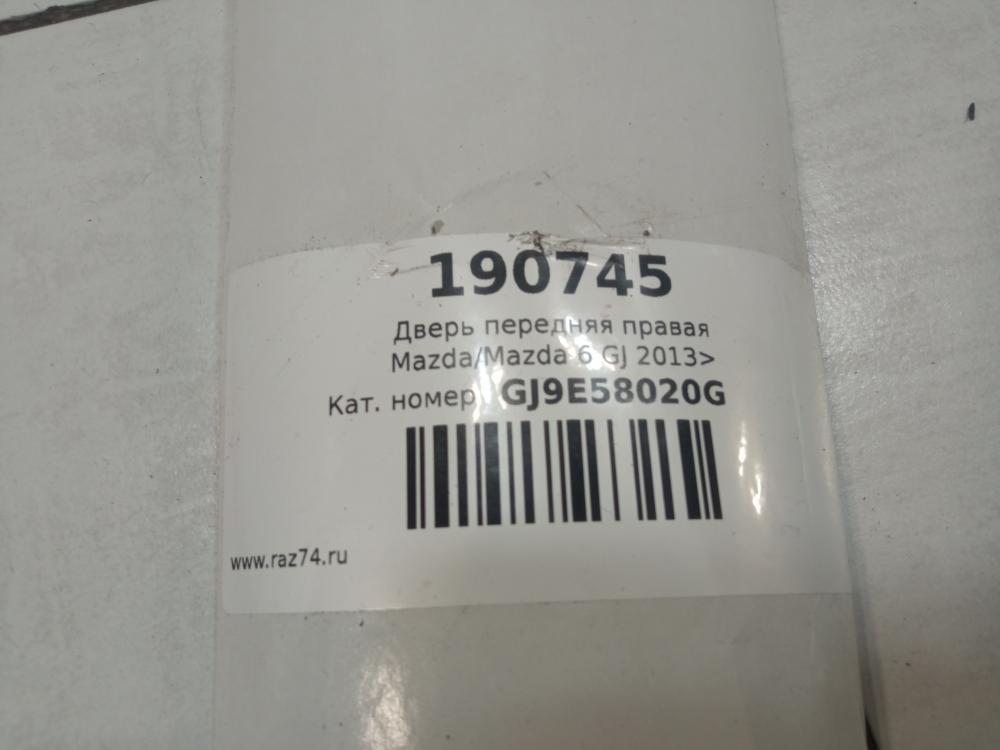 190745
Дверь передняя правая
Mazda/Mazda 6 GJ 2013>
Кат. номер: GJ9E58020G
www.raz74.ru